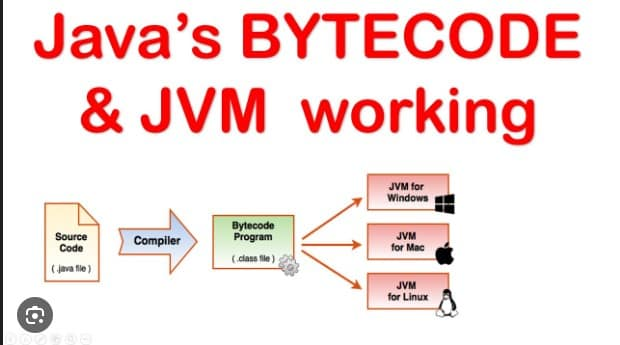 Java's BYTECODE
& JVM working
Source
Code
( .java file )
Compiler
Bytecode
Program
( .class file )
JVM for
Windows
JVM
for Mac
JVM
for Linux